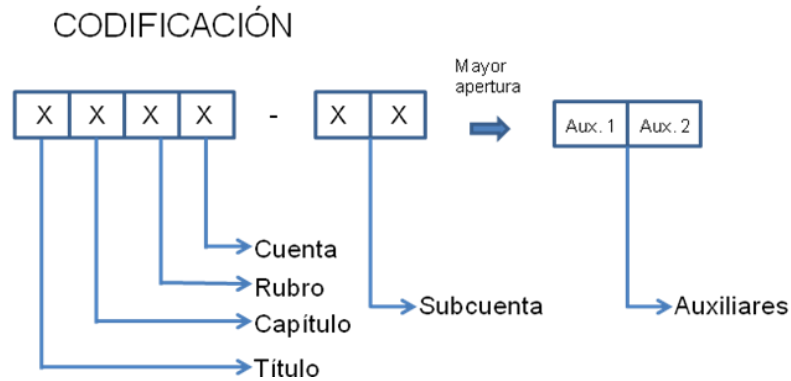 CODIFICACIÓN
Mayor
apertura
X X X X - X X Aux. 1 Aux. 2
Cuenta
Rubro
Subcuenta Auxiliares
Capítulo
Título